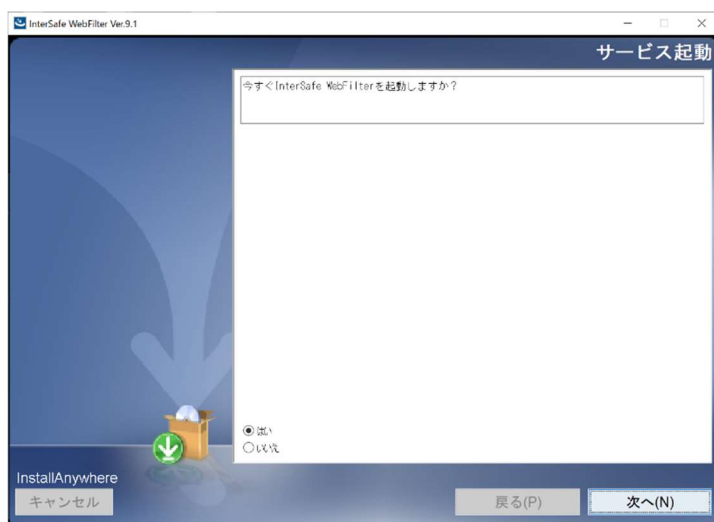 InterSafe WebFilter Ver.9.1
サービス起動
今すぐInterSafe WebFilterを起動しますか？
はい
いいえ
InstallAnywhere
キャンセル
戻る(P)
次へ(N)